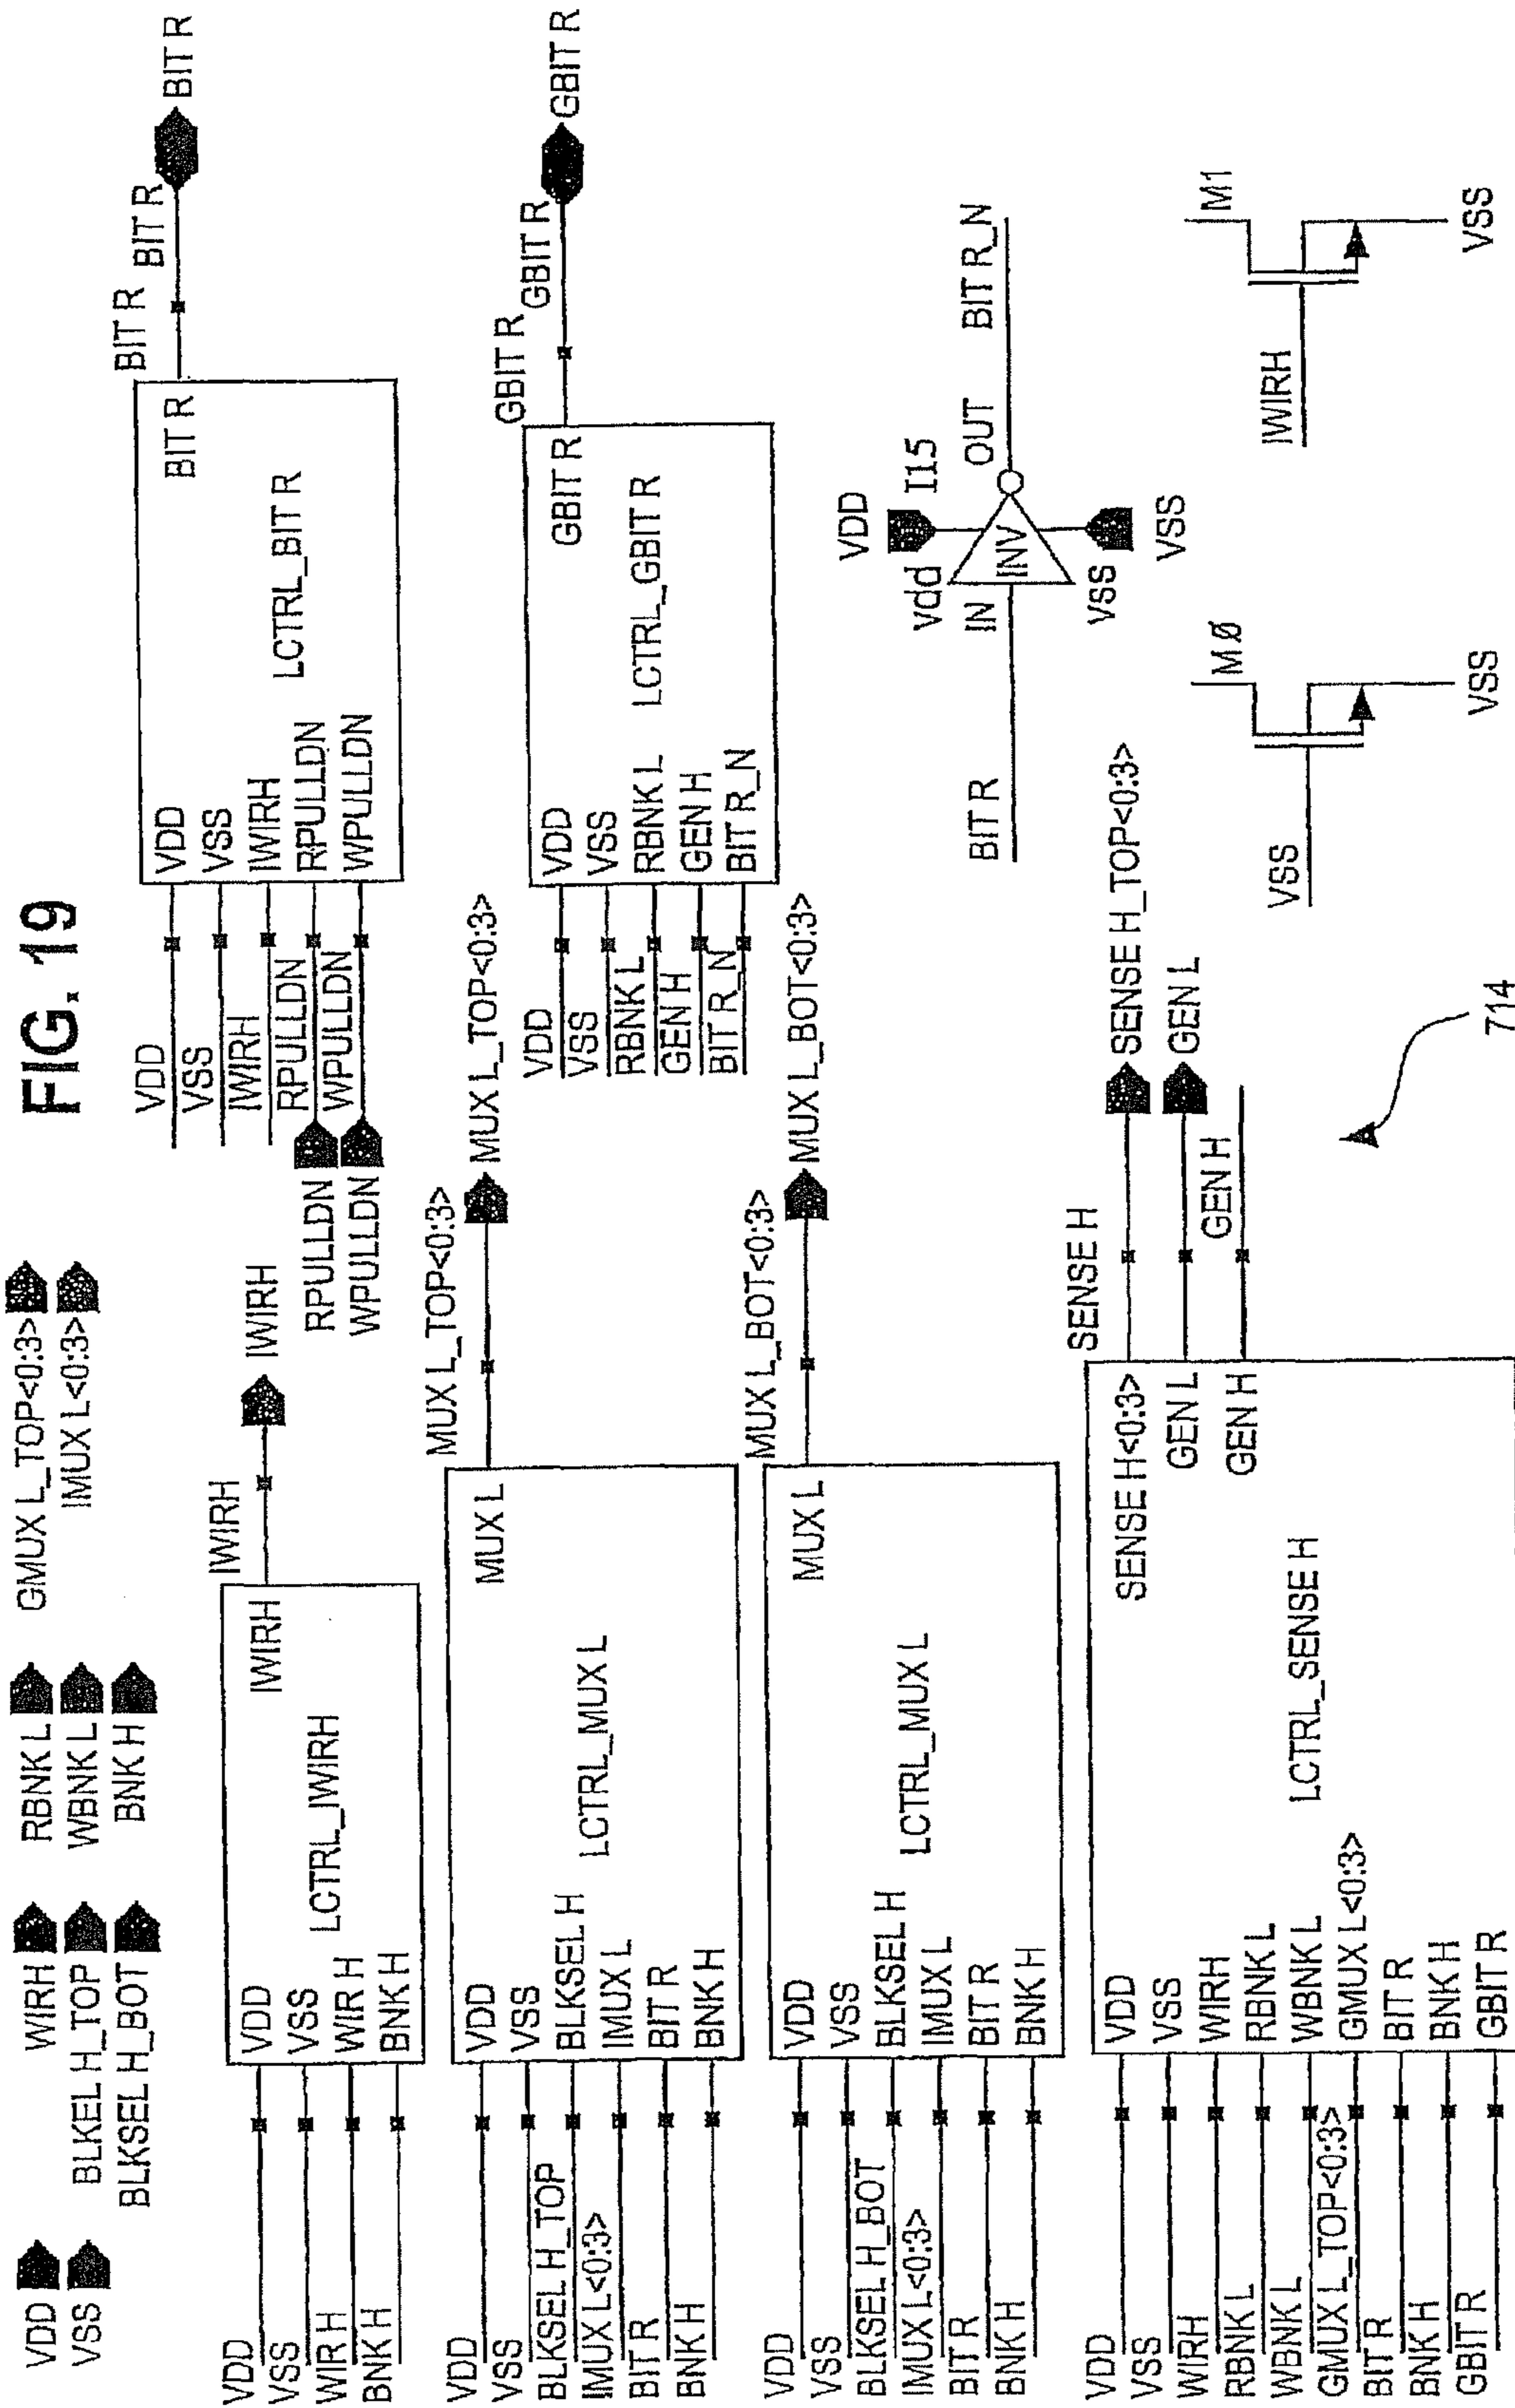 FIG. 19
VDD
VSS
WIRH
BLKEL H_TOP
BLKSEL H_BOT
RBNK L
WBNK L
BNK H
GMUX L_TOP<0:3>
IMUX L<0:3>
VDD
VSS
WIR H
BNK H
VDD
VSS
WIR H
BNK H
LCTRL_IWIRH
IWIRH
IWIRH
IWIRH
VDD
VSS
IWIRH
RPULLDN
WPULLDN
RPULLDN
WPULLDN
VDD
VSS
IWIRH
RPULLDN
WPULLDN
LCTRL_BIT R
BIT R
BIT R
BIT R
BIT R
VDD
VSS
BLKSEL H_TOP
IMUX L<0:3>
BIT R
BNK H
VDD
VSS
BLKSEL H
IMUX L
BIT R
BNK H
LCTRL_MUX L
MUX L
MUX L_TOP<0:3>
MUX L_TOP<0:3>
VDD
VSS
RBNK L
GEN H
BIT R_N
VDD
VSS
RBNK L
GEN H
BIT R_N
LCTRL_GBIT R
GBIT R
GBIT R
GBIT R
GBIT R
VDD
VSS
BLKSEL H_BOT
IMUX L<0:3>
BIT R
BNK H
VDD
VSS
BLKSEL H
IMUX L
BIT R
BNK H
LCTRL_MUX L
MUX L
MUX L_BOT<0:3>
MUX L_BOT<0:3>
BIT R
VDD
vdd
I15
IN
INV
OUT
BIT R_N
VSS
VSS
VDD
VSS
WIRH
RBNK L
WBNK L
GMUX L_TOP<0:3>
BIT R
BNK H
GBIT R
VDD
VSS
WIRH
RBNK L
WBNK L
GMUX L<0:3>
BIT R
BNK H
GBIT R
LCTRL_SENSE H
SENSE H<0:3>
GEN L
GEN H
SENSE H
GEN H
SENSE H_TOP<0:3>
GEN L
VSS
MØ
VSS
IWIRH
M1
VSS
714